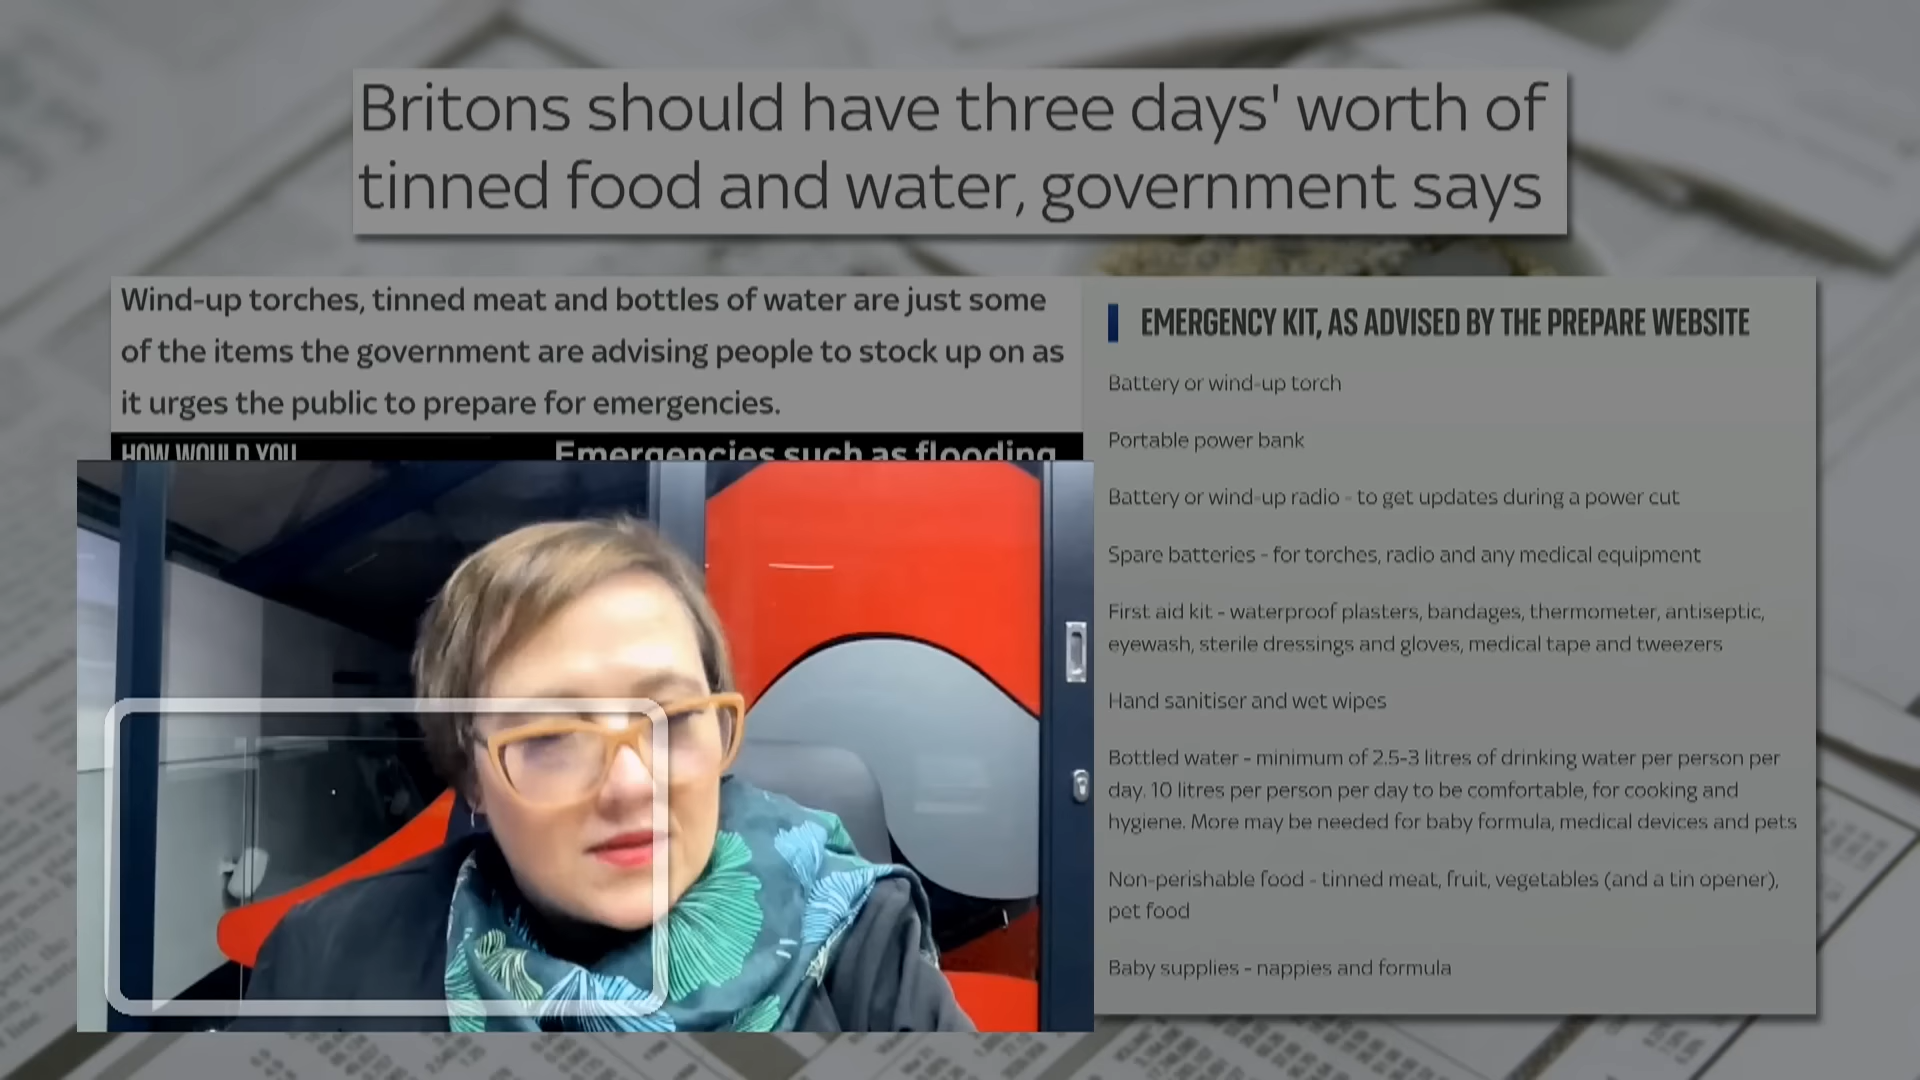 Britons should have three days' worth of
tinned food and water, government says
Wind-up torches, tinned meat and bottles of water are just some
of the items the government are advising people to stock up on as
it urges the public to prepare for emergencies.
HOW WOULD YOU
Emergencies such as flooding
EMERGENCY KIT, AS ADVISED BY THE PREPARE WEBSITE
Battery or wind-up torch
Portable power bank
Battery or wind-up radio - to get updates during a power cut
Spare batteries - for torches, radio and any medical equipment
First aid kit - waterproof plasters, bandages, thermometer, antiseptic,
eyewash, sterile dressings and gloves, medical tape and tweezers
Hand sanitiser and wet wipes
Bottled water - minimum of 2.5-3 litres of drinking water per person per
day. 10 litres per person per day to be comfortable, for cooking and
hygiene. More may be needed for baby formula, medical devices and pets
Non-perishable food - tinned meat, fruit, vegetables (and a tin opener),
pet food
Baby supplies - nappies and formula